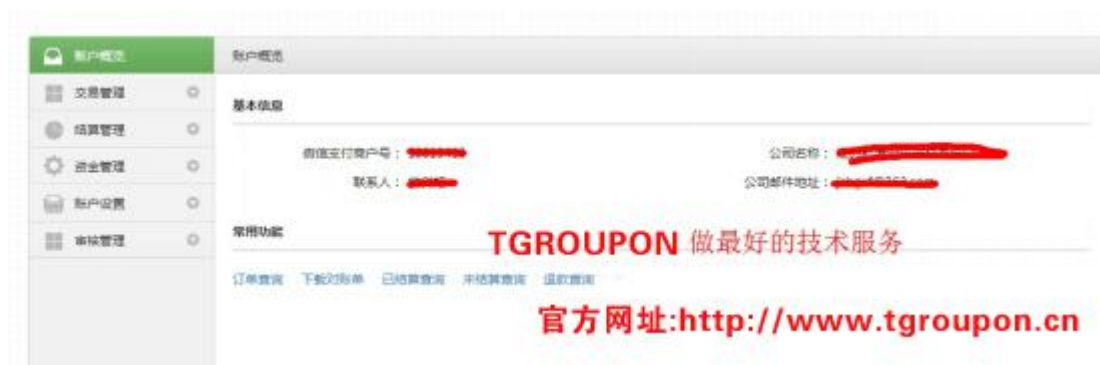 账户概览
账户概览
交易管理
基本信息
结算管理
微信支付商户号：
公司名称：
资金管理
联系人：
公司邮件地址：
账户设置
审核管理
常用功能
TGROUPON 做最好的技术服务
订单查询 下载对账单 已结算查询 未结算查询 退款查询
官方网址:http://www.tgroupon.cn